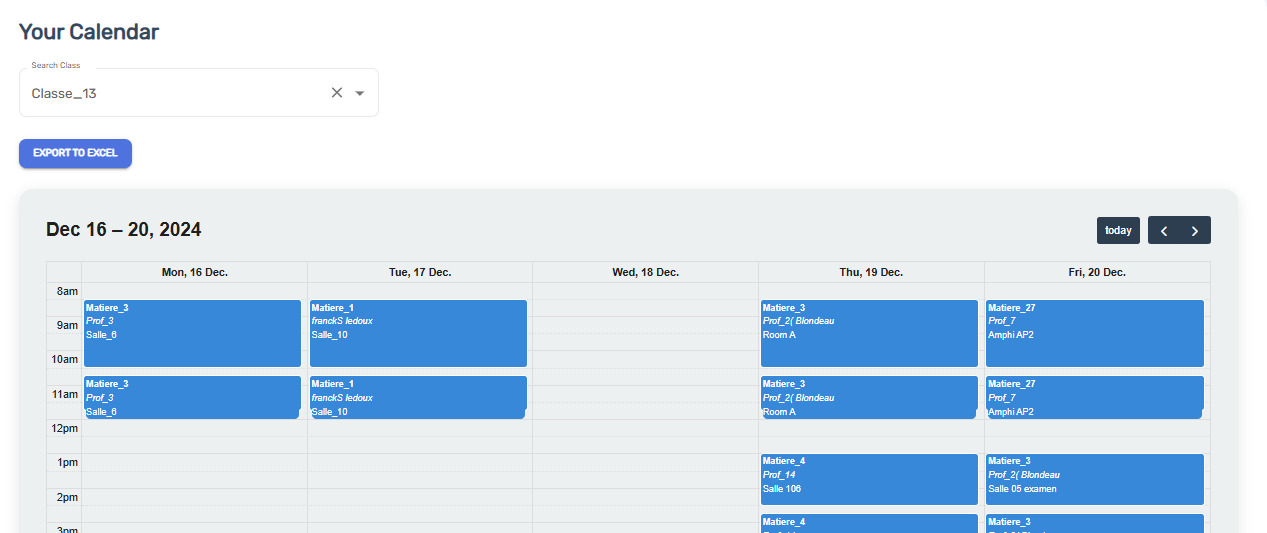 Your Calendar
Search Class
Classe_13
EXPORT TO EXCEL
Dec 16 – 20, 2024
today
Mon, 16 Dec.
Tue, 17 Dec.
Wed, 18 Dec.
Thu, 19 Dec.
Fri, 20 Dec.
8am
9am
10am
11am
12pm
1pm
2pm
3pm
Matiere_3
Prof_3
Salle_6
Matiere_3
Prof_3
Salle_6
Matiere_1
franckS ledoux
Salle_10
Matiere_1
franckS ledoux
Salle_10
Matiere_3
Prof_2( Blondeau
Room A
Matiere_3
Prof_2( Blondeau
Room A
Matiere_4
Prof_14
Salle 106
Matiere_4
Matiere_27
Prof_7
Amphi AP2
Matiere_27
Prof_7
Amphi AP2
Matiere_3
Prof_2( Blondeau
Salle 05 examen
Matiere_3